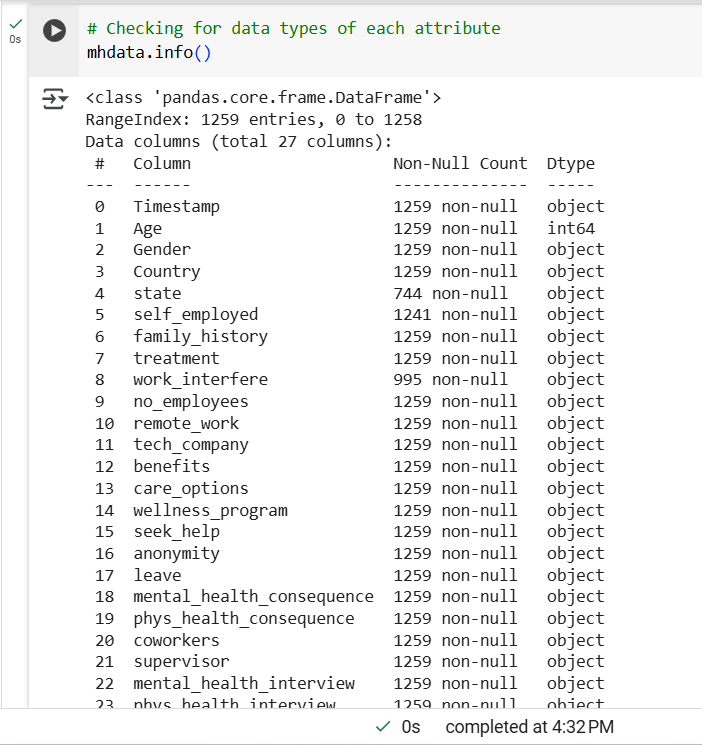 # Checking for data types of each attribute
0s
mhdata.info()
<class 'pandas.core.frame.DataFrame'>
RangeIndex: 1259 entries, 0 to 1258
Data columns (total 27 columns):
 #   Column                     Non-Null Count  Dtype
---  ------                     --------------  -----
 0   Timestamp                  1259 non-null   object
 1   Age                        1259 non-null   int64
 2   Gender                     1259 non-null   object
 3   Country                    1259 non-null   object
 4   state                      744 non-null    object
 5   self_employed              1241 non-null   object
 6   family_history             1259 non-null   object
 7   treatment                  1259 non-null   object
 8   work_interfere             995 non-null    object
 9   no_employees               1259 non-null   object
 10  remote_work                1259 non-null   object
 11  tech_company               1259 non-null   object
 12  benefits                   1259 non-null   object
 13  care_options               1259 non-null   object
 14  wellness_program           1259 non-null   object
 15  seek_help                  1259 non-null   object
 16  anonymity                  1259 non-null   object
 17  leave                      1259 non-null   object
 18  mental_health_consequence  1259 non-null   object
 19  phys_health_consequence    1259 non-null   object
 20  coworkers                  1259 non-null   object
 21  supervisor                 1259 non-null   object
 22  mental_health_interview    1259 non-null   object
 23  phys_health_interview      1259 non-null   object
0s completed at 4:32 PM